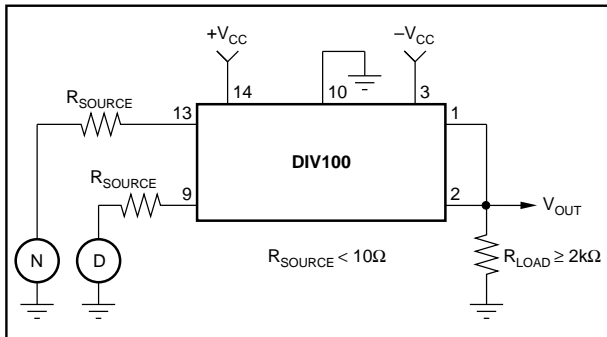 +V_CC
−V_CC
R_SOURCE
14
10
3
13
1
DIV100
R_SOURCE
9
2
V_OUT
N
D
R_SOURCE < 10Ω
R_LOAD ≥ 2kΩ